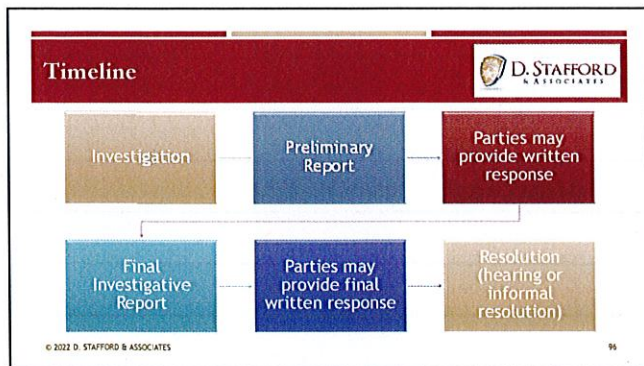 Timeline
D. STAFFORD
& ASSOCIATES
Investigation
Preliminary
Report
Parties may
provide written
response
Final
Investigative
Report
Parties may
provide final
written response
Resolution
(hearing or
informal
resolution)
© 2022 D. STAFFORD & ASSOCIATES
96